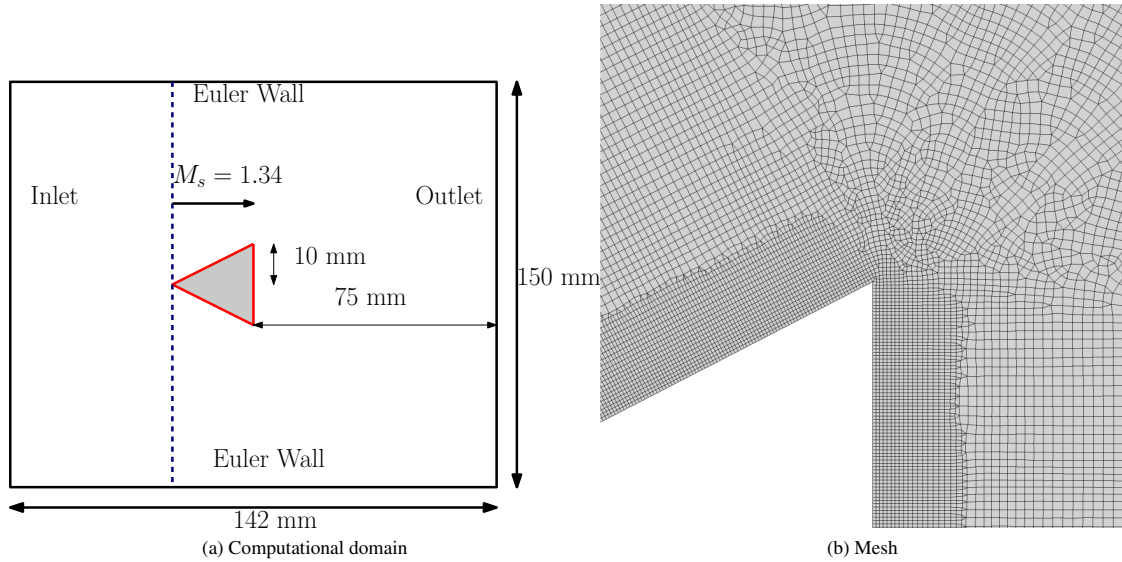 Euler Wall
M_s = 1.34
Inlet
Outlet
10 mm
150 mm
75 mm
Euler Wall
142 mm
(a) Computational domain
(b) Mesh